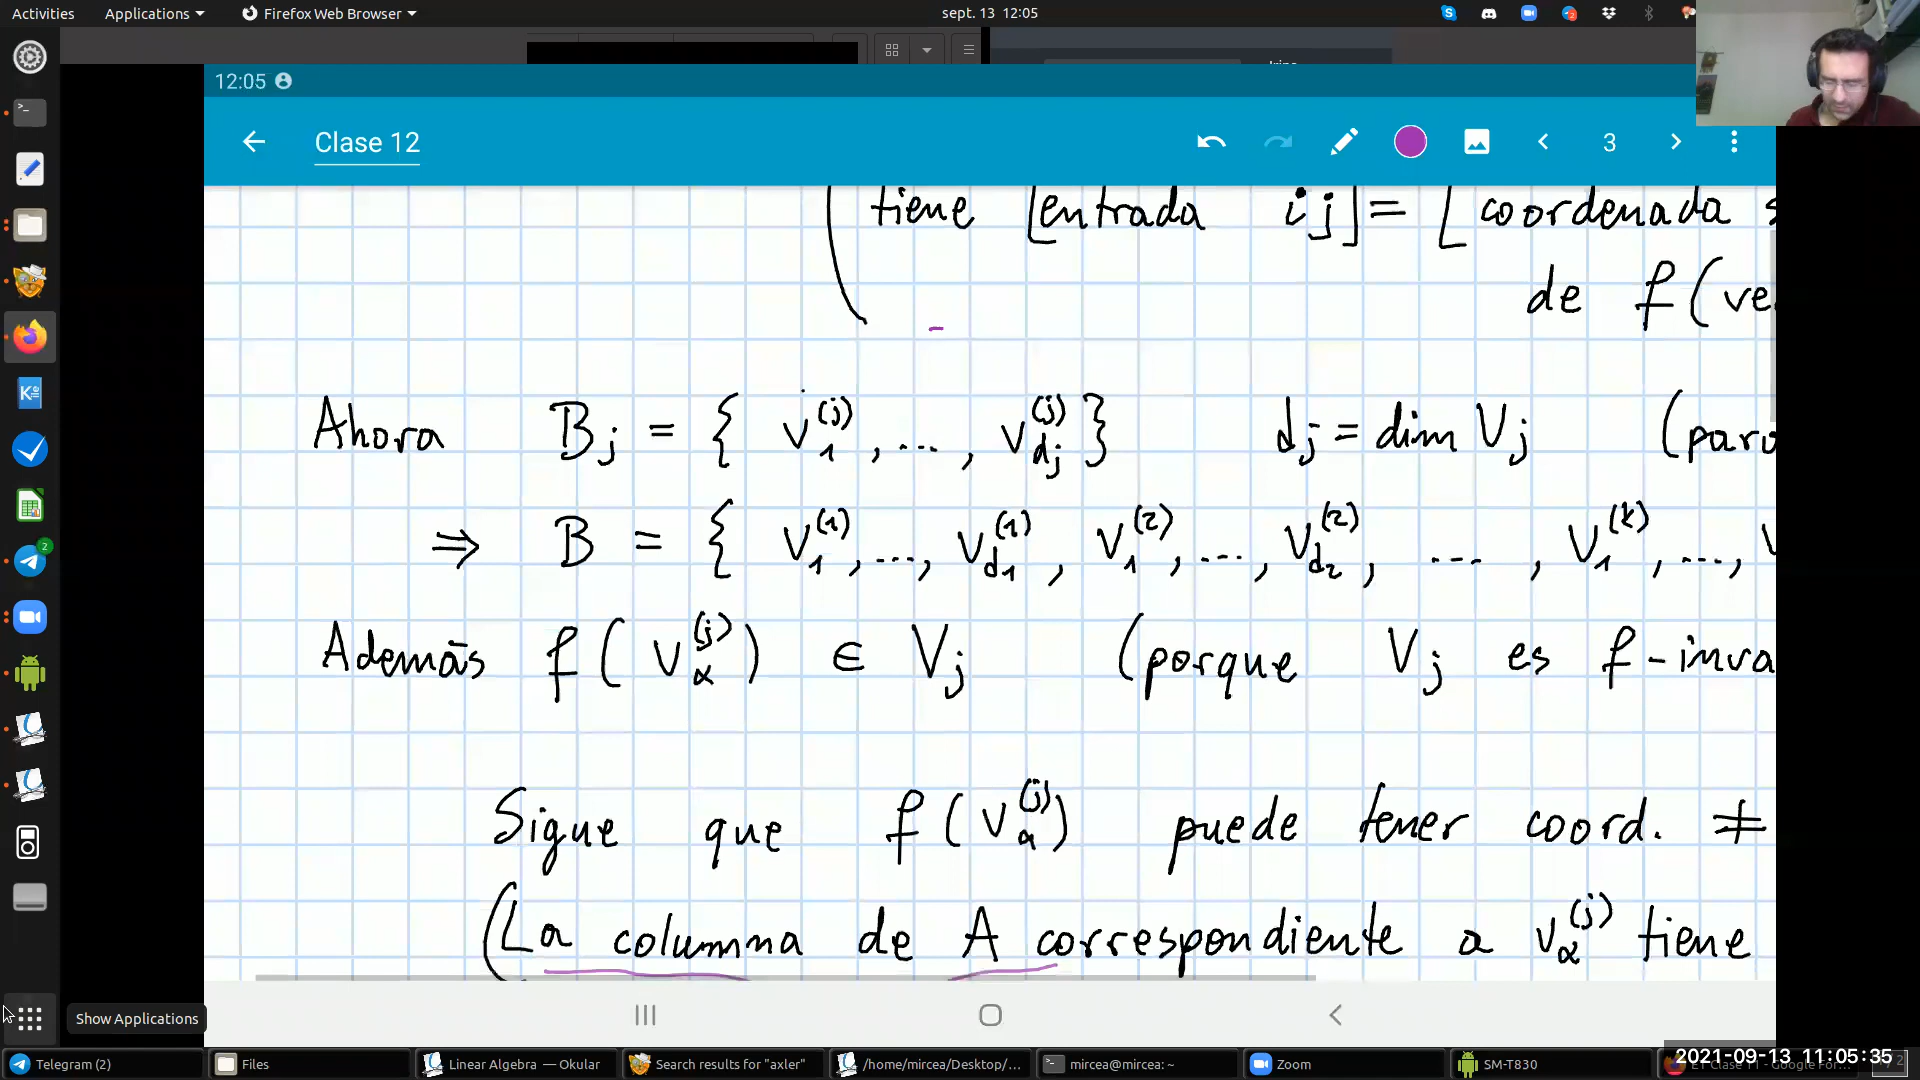 Activities Applications Firefox Web Browser sept. 13 12:05
12:05
Clase 12 3
tiene [entrada ij] = [coordenada
de f(
Ahora B_j = { v_1^(j), ..., v_{d_j}^(j) } d_j = dim V_j
⇒ B = { v_1^(1), ..., v_{d_1}^(1), v_1^(2), ..., v_{d_2}^(2), ... , v_1^(k), ...,
Además f( v_α^(j) ) ∈ V_j (porque V_j es f-inva
Sigue que f( v_α^(j) ) puede tener coord. ≠
(La columna de A correspondiente a v_α^(j) tiene
Show Applications
Telegram (2) Files Linear Algebra — Okular Search results for "axler" /home/mircea/Desktop/... mircea@mircea: ~ Zoom SM-T830
2021-09-13 11:05:35